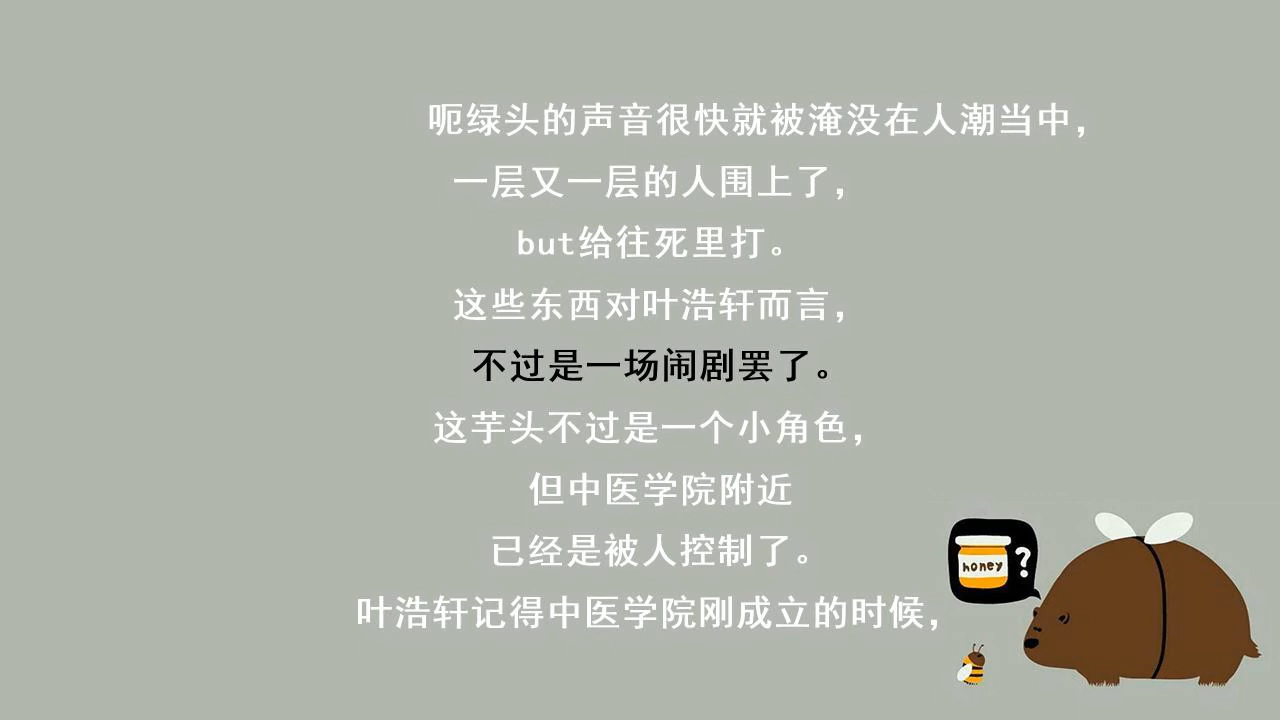 呃绿头的声音很快就被淹没在人潮当中，
一层又一层的人围上了，
but给往死里打。
这些东西对叶浩轩而言，
不过是一场闹剧罢了。
这芋头不过是一个小角色，
但中医学院附近
已经是被人控制了。
叶浩轩记得中医学院刚成立的时候，
honey
?